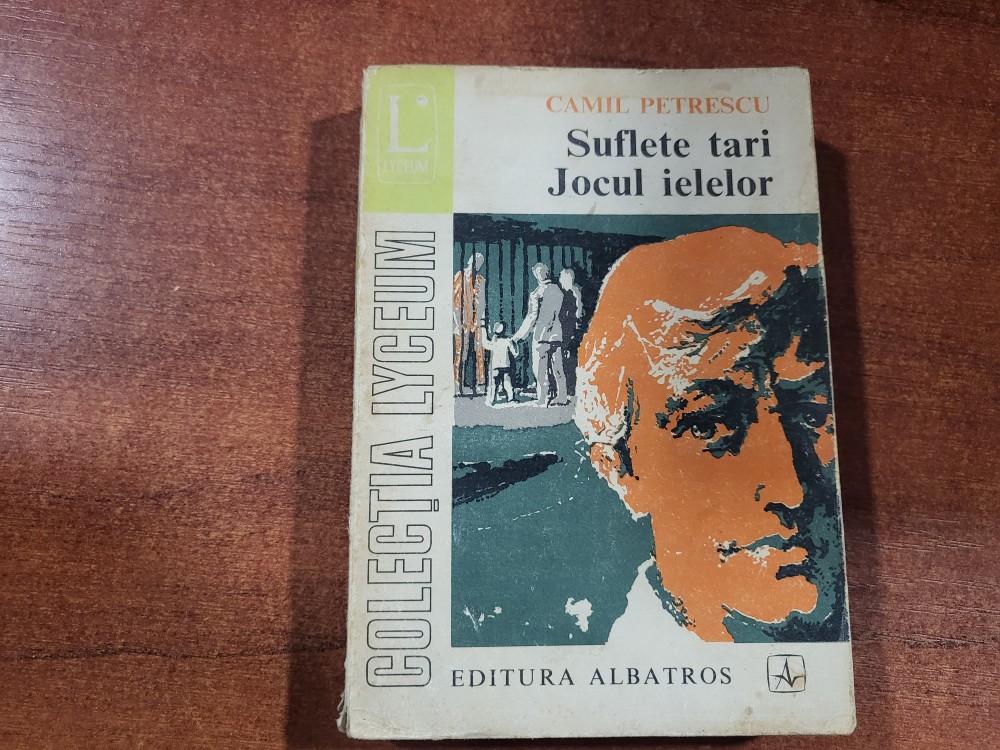 L
LYCEUM
CAMIL PETRESCU
Suflete tari
Jocul ielelor
COLECȚIA LYCEUM
EDITURA ALBATROS
A